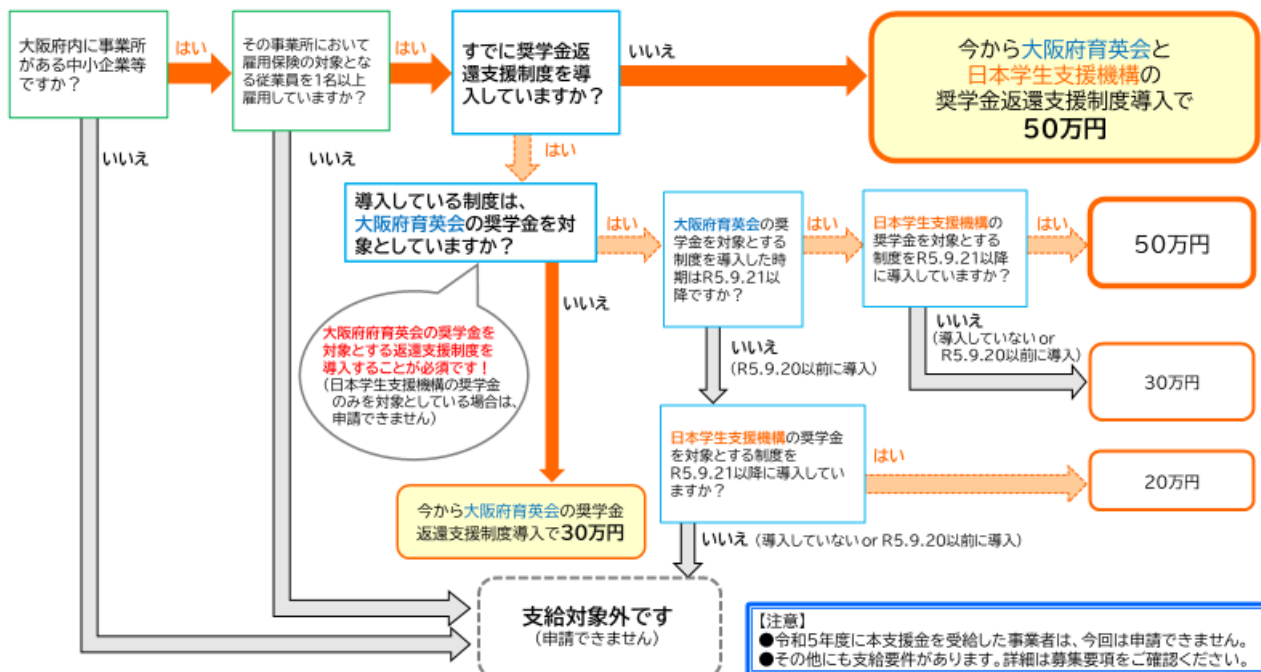 大阪府内に事業所
がある中小企業等
ですか？
はい
その事業所において
雇用保険の対象とな
る従業員を1名以上
雇用していますか？
はい
すでに奨学金返
還支援制度を導
入していますか？
いいえ
今から大阪府育英会と
日本学生支援機構の
奨学金返還支援制度導入で
50万円
いいえ
いいえ
はい
導入している制度は、
大阪府育英会の奨学金を対
象としていますか？
はい
大阪府育英会の奨
学金を対象とする
制度を導入した時
期はR5.9.21以
降ですか？
はい
日本学生支援機構の
奨学金を対象とする
制度をR5.9.21以降
に導入していますか？
はい
50万円
いいえ
大阪府府育英会の奨学金を
対象とする返還支援制度を
導入することが必須です！
（日本学生支援機構の奨学金
のみを対象としている場合は、
申請できません）
いいえ
（R5.9.20以前に導入）
いいえ
（導入していない or
R5.9.20以前に導入）
30万円
日本学生支援機構の奨学金
を対象とする制度を
R5.9.21以降に導入してい
ますか？
はい
20万円
今から大阪府育英会の奨学金
返還支援制度導入で30万円
いいえ （導入していない or R5.9.20以前に導入）
支給対象外です
（申請できません）
【注意】
●令和5年度に本支援金を受給した事業者は、今回は申請できません。
●その他にも支給要件があります。詳細は募集要項をご確認ください。